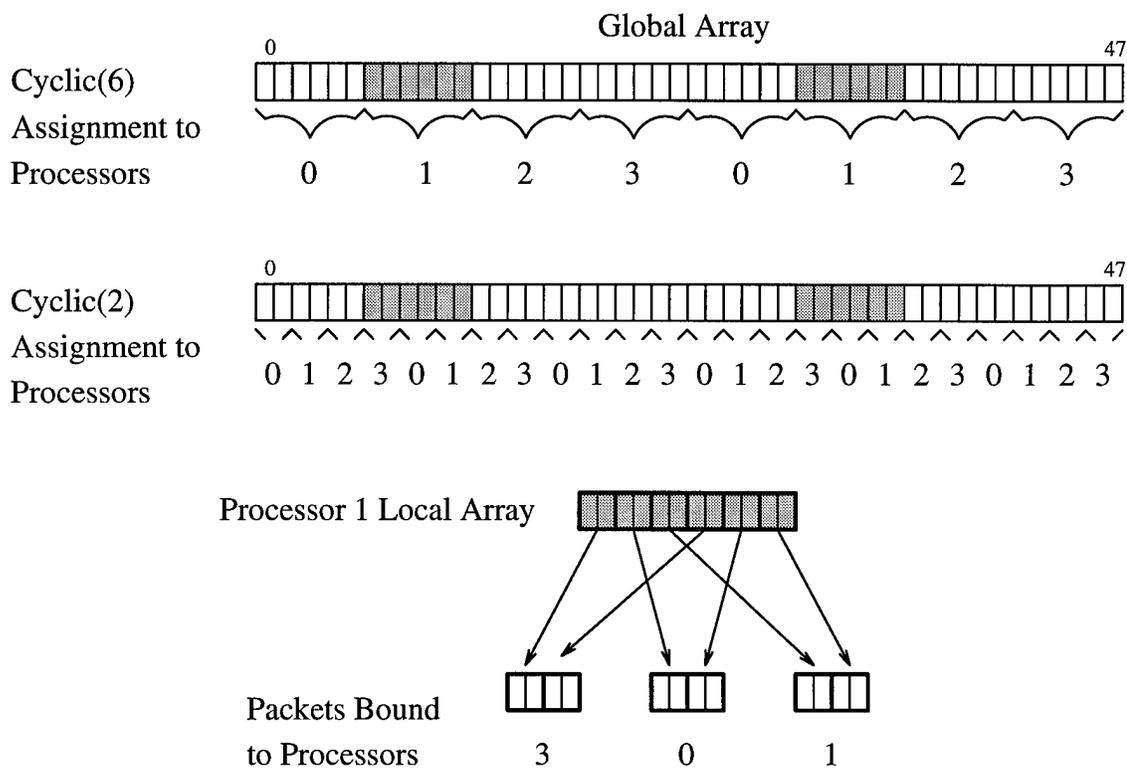 Global Array
0 47
Cyclic(6)
Assignment to
Processors 0 1 2 3 0 1 2 3
0 47
Cyclic(2)
Assignment to
Processors 0 1 2 3 0 1 2 3 0 1 2 3 0 1 2 3 0 1 2 3 0 1 2 3
Processor 1 Local Array
Packets Bound
to Processors 3 0 1